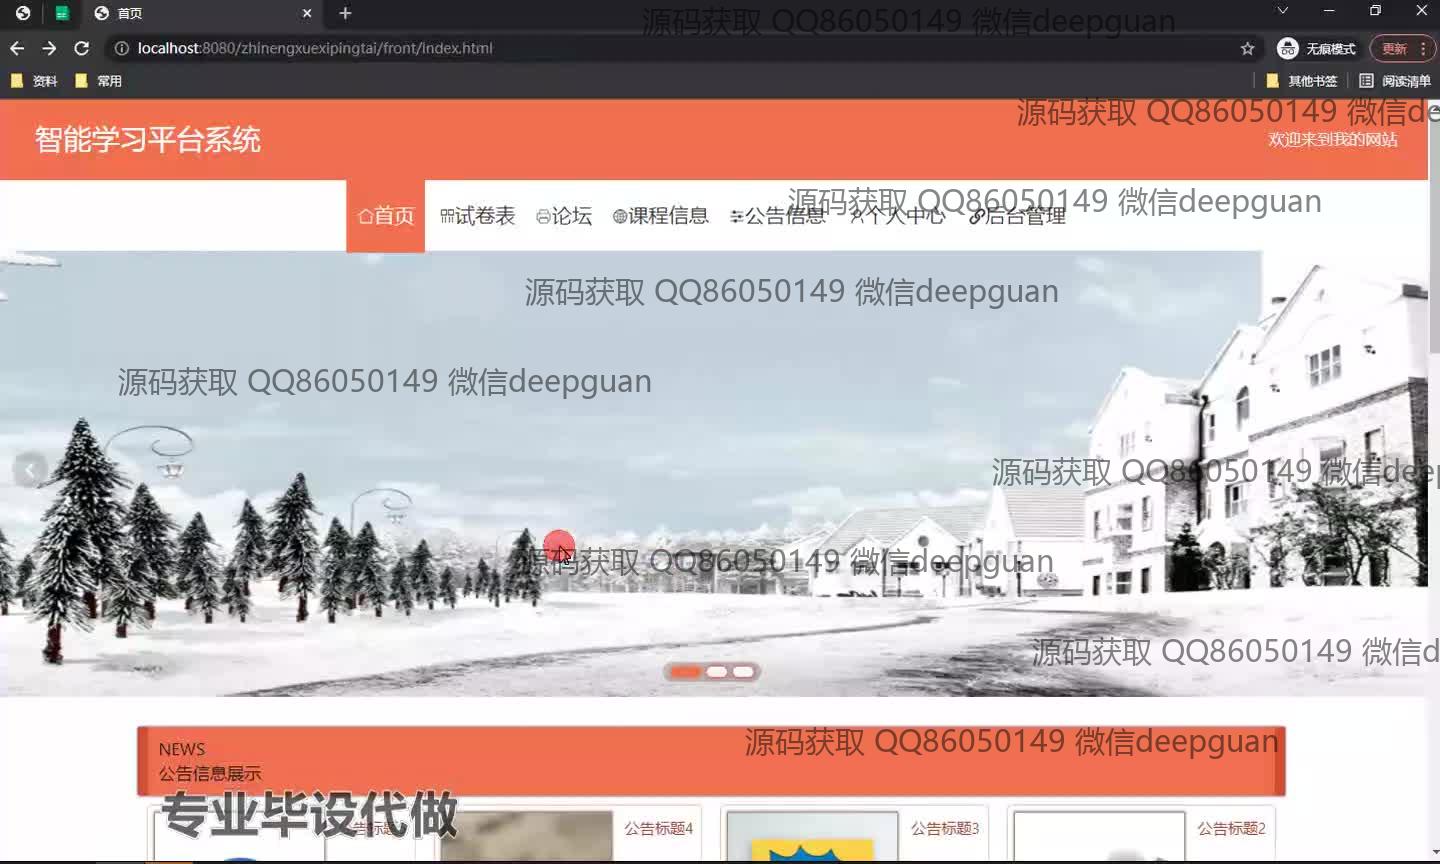 首页
源码获取 QQ86050149 微信deepguan
localhost:8080/zhinengxuexipingtai/front/index.html
无痕模式
更新
资料
常用
其他书签
阅读清单
源码获取 QQ86050149 微信de
智能学习平台系统
欢迎来到我的网站
源码获取 QQ86050149 微信deepguan
首页
试卷表
论坛
课程信息
公告信息
个人中心
后台管理
源码获取 QQ86050149 微信deepguan
源码获取 QQ86050149 微信deepguan
源码获取 QQ86050149 微信deep
源码获取 QQ86050149 微信deepguan
源码获取 QQ86050149 微信d
NEWS
源码获取 QQ86050149 微信deepguan
公告信息展示
专业毕设代做
公告标题
公告标题4
公告标题3
公告标题2